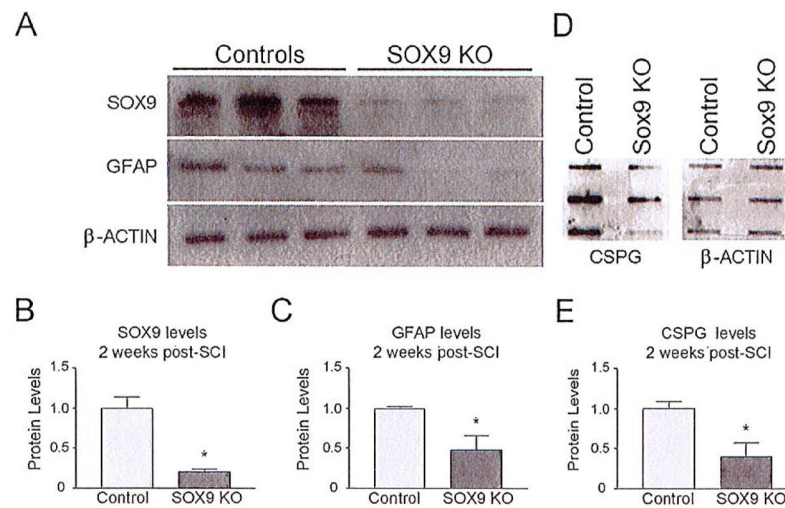 A
Controls SOX9 KO
SOX9
GFAP
β-ACTIN
D
Control Sox9 KO Control Sox9 KO
CSPG β-ACTIN
B
SOX9 levels
2 weeks post-SCI
Protein Levels
1.5
1.0
0.5
0
*
Control SOX9 KO
C
GFAP levels
2 weeks post-SCI
1.5
1.0
0.5
0
*
Control SOX9 KO
E
CSPG levels
2 weeks post-SCI
Protein Levels
1.5
1.0
0.5
0
*
Control SOX9 KO